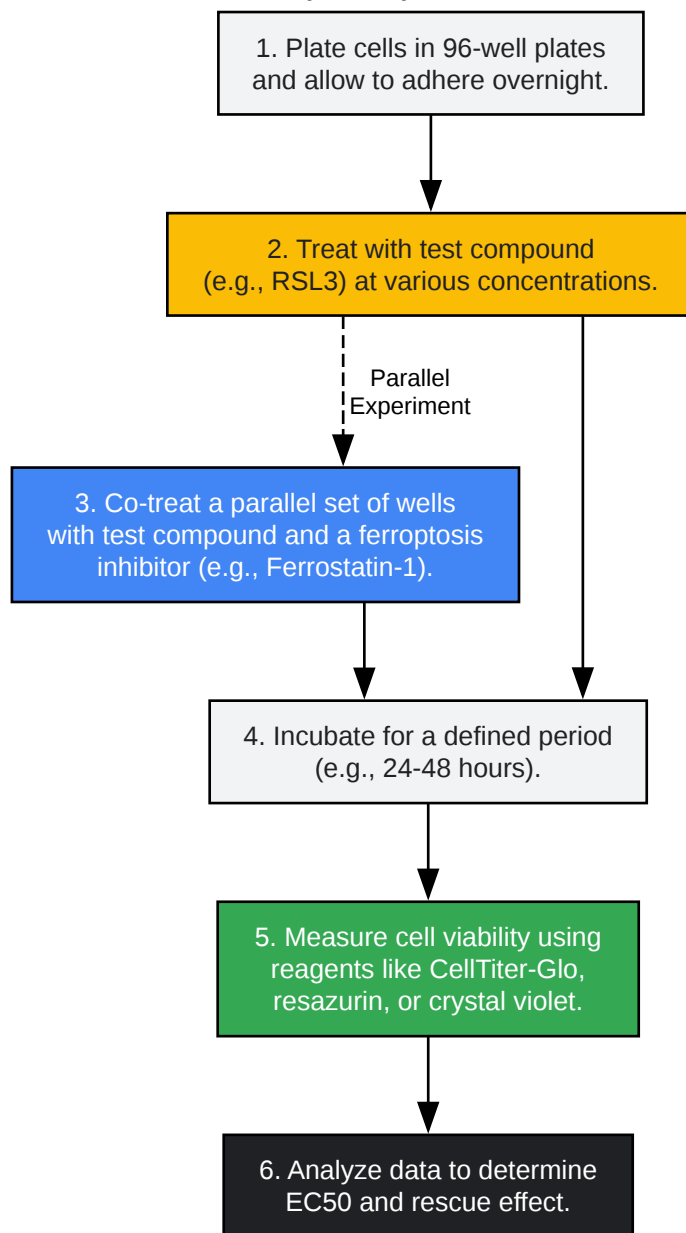 1. Plate cells in 96-well plates
and allow to adhere overnight.
2. Treat with test compound
(e.g., RSL3) at various concentrations.
Parallel
Experiment
3. Co-treat a parallel set of wells
with test compound and a ferroptosis
inhibitor (e.g., Ferrostatin-1).
4. Incubate for a defined period
(e.g., 24-48 hours).
5. Measure cell viability using
reagents like CellTiter-Glo,
resazurin, or crystal violet.
6. Analyze data to determine
EC50 and rescue effect.